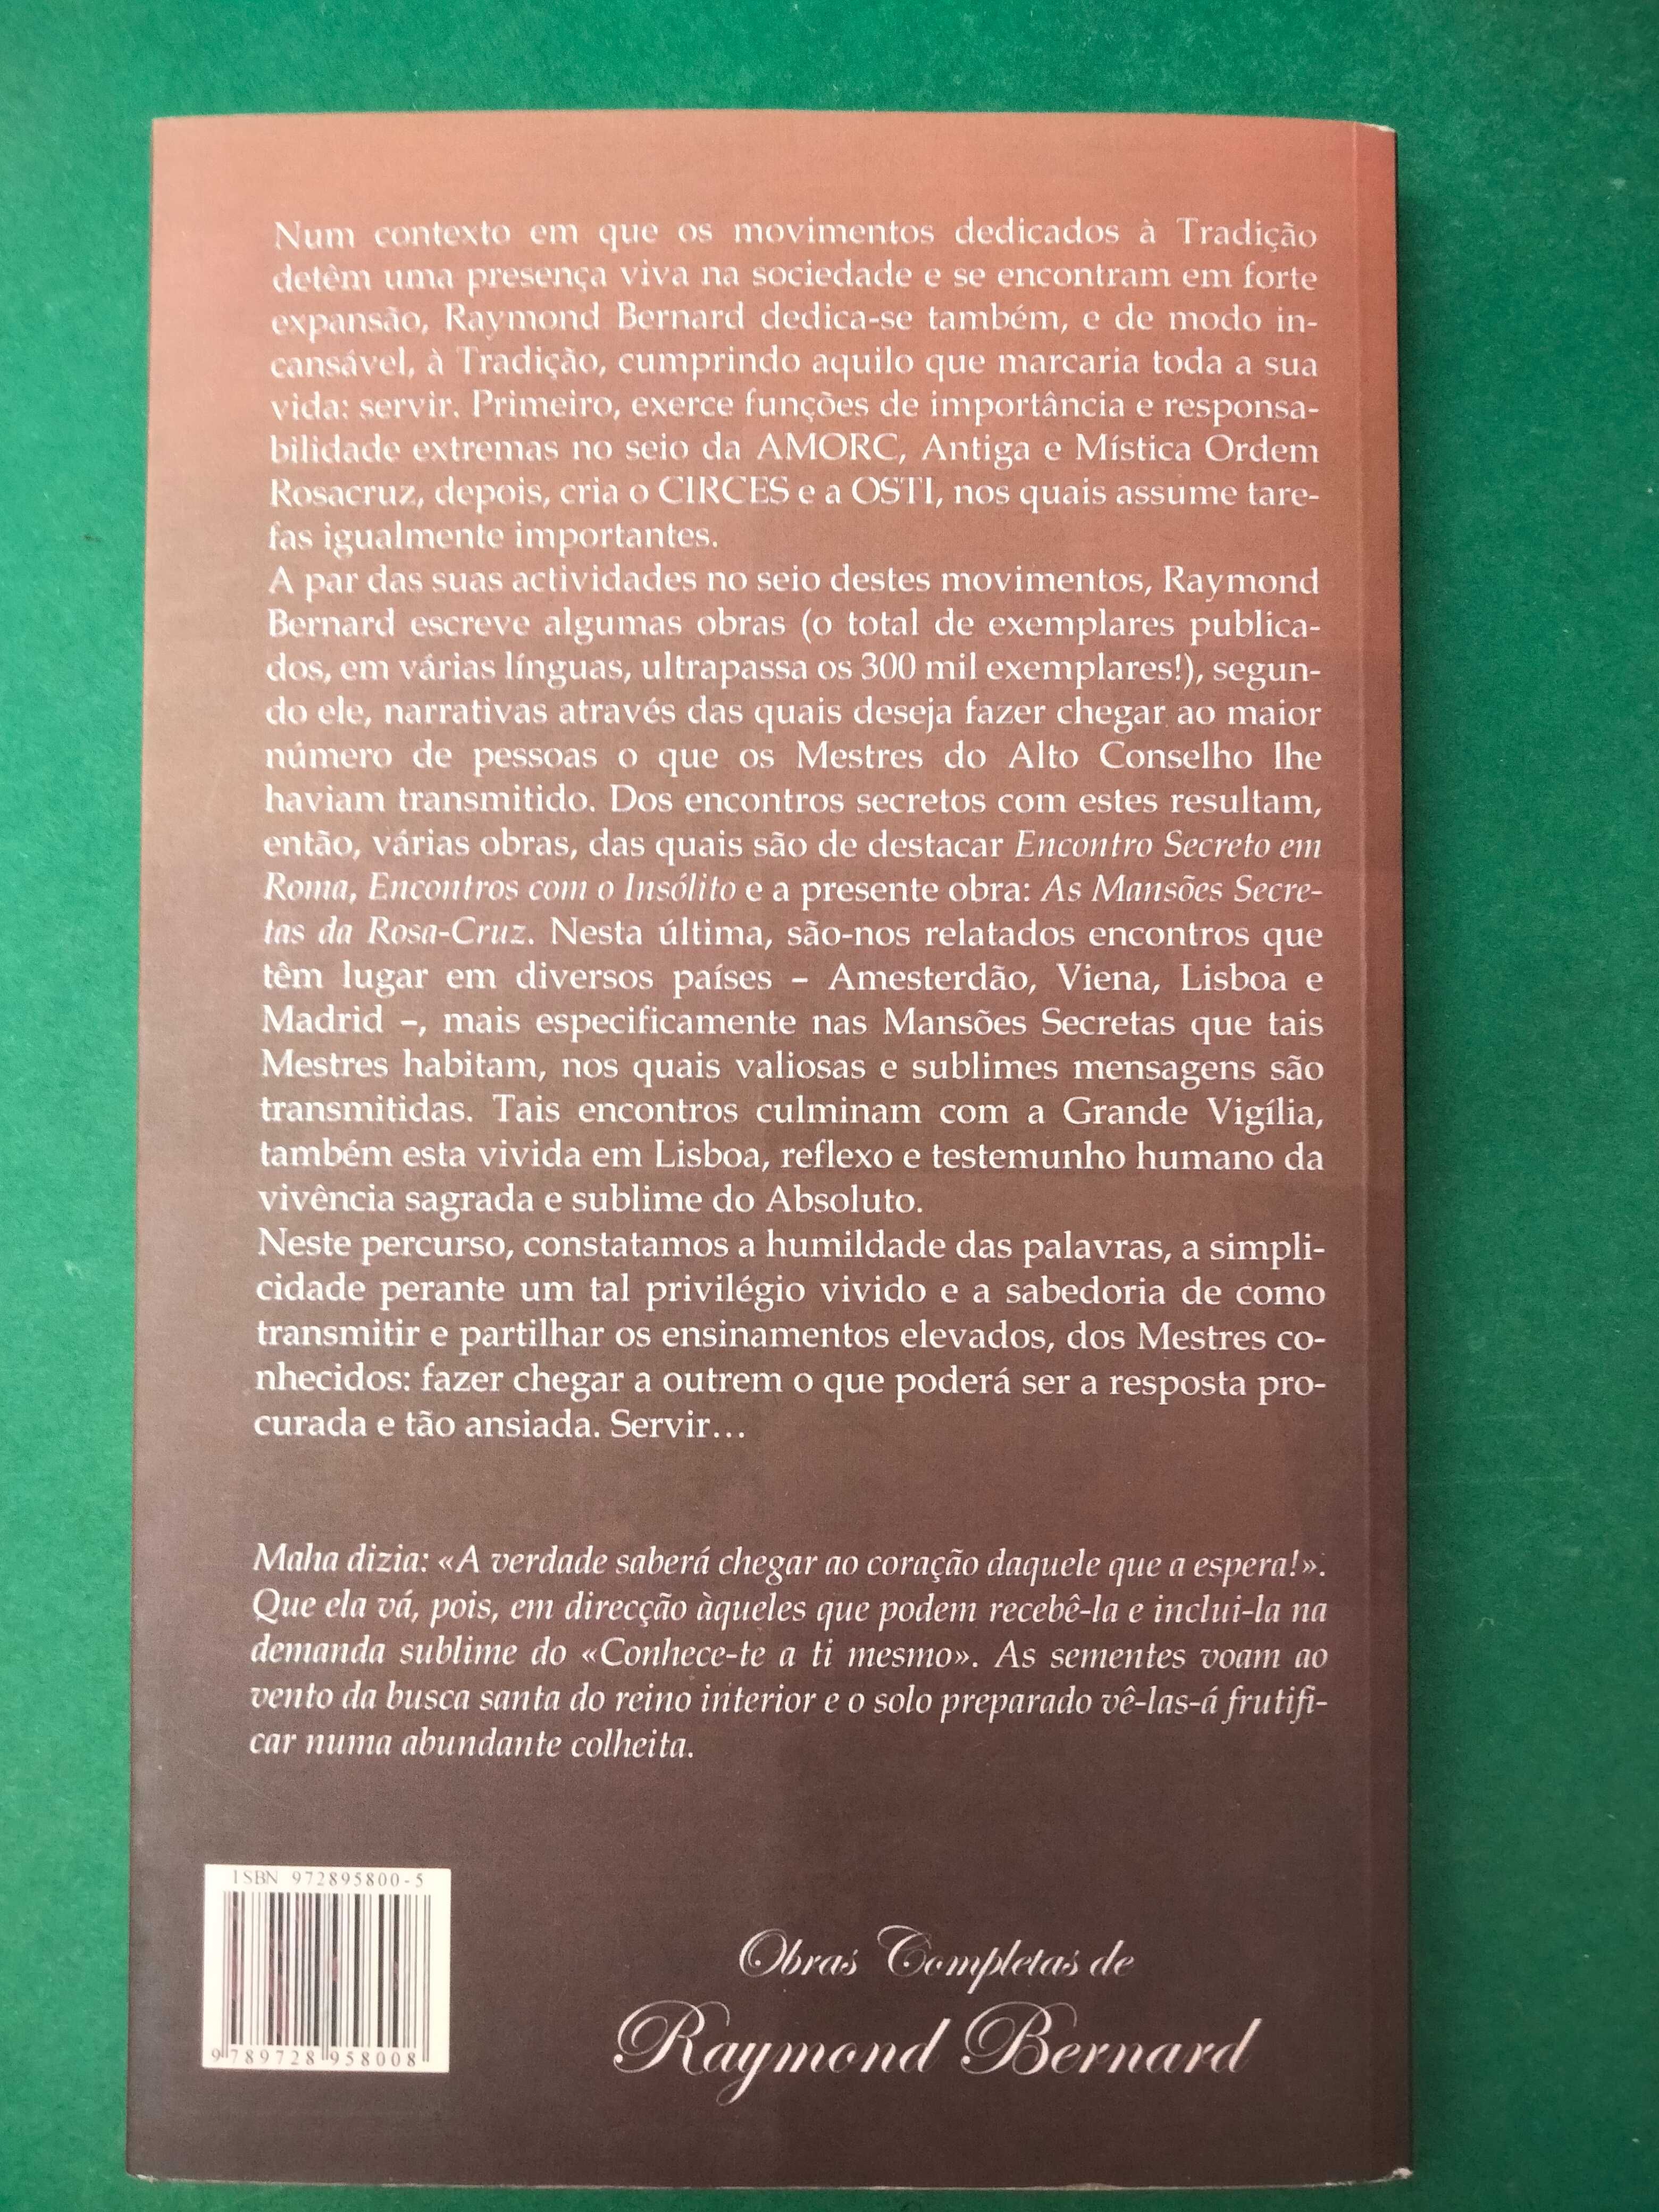 Num contexto em que os movimentos dedicados à Tradição
detêm uma presença viva na sociedade e se encontram em forte
expansão, Raymond Bernard dedica-se também, e de modo in-
cansável, à Tradição, cumprindo aquilo que marcaria toda a sua
vida: servir. Primeiro, exerce funções de importância e responsa-
bilidade extremas no seio da AMORC, Antiga e Mística Ordem
Rosacruz, depois, cria o CIRCES e a OSTI, nos quais assume tare-
fas igualmente importantes.
A par das suas actividades no seio destes movimentos, Raymond
Bernard escreve algumas obras (o total de exemplares publica-
dos, em várias línguas, ultrapassa os 300 mil exemplares!), segun-
do ele, narrativas através das quais deseja fazer chegar ao maior
número de pessoas o que os Mestres do Alto Conselho lhe
haviam transmitido. Dos encontros secretos com estes resultam,
então, várias obras, das quais são de destacar Encontro Secreto em
Roma, Encontros com o Insólito e a presente obra: As Mansões Secre-
tas da Rosa-Cruz. Nesta última, são-nos relatados encontros que
têm lugar em diversos países – Amesterdão, Viena, Lisboa e
Madrid –, mais especificamente nas Mansões Secretas que tais
Mestres habitam, nos quais valiosas e sublimes mensagens são
transmitidas. Tais encontros culminam com a Grande Vigília,
também esta vivida em Lisboa, reflexo e testemunho humano da
vivência sagrada e sublime do Absoluto.
Neste percurso, constatamos a humildade das palavras, a simpli-
cidade perante um tal privilégio vivido e a sabedoria de como
transmitir e partilhar os ensinamentos elevados, dos Mestres co-
nhecidos: fazer chegar a outrem o que poderá ser a resposta pro-
curada e tão ansiada. Servir...
Maha dizia: «A verdade saberá chegar ao coração daquele que a espera!».
Que ela vá, pois, em direcção àqueles que podem recebê-la e inclui-la na
demanda sublime do «Conhece-te a ti mesmo». As sementes voam ao
vento da busca santa do reino interior e o solo preparado vê-las-á frutifi-
car numa abundante colheita.
ISBN 972895800-5
9 789728 958008
Obras Completas de
Raymond Bernard